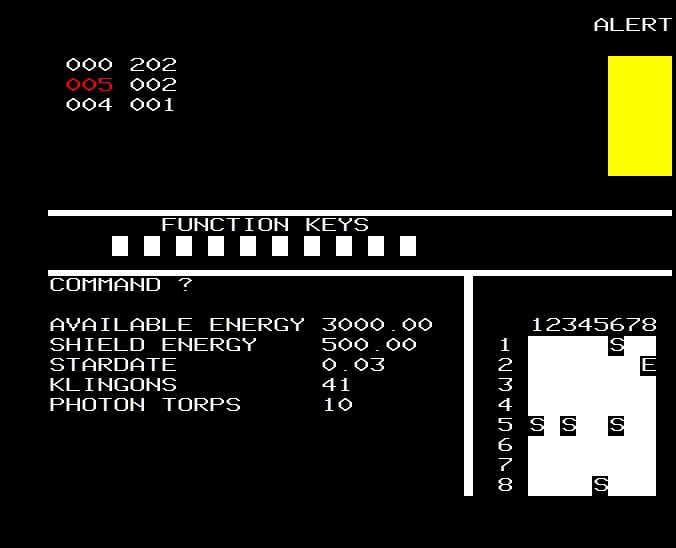 ALERT
000 202
005 002
004 001
FUNCTION KEYS
COMMAND ?
AVAILABLE ENERGY 3000.00
12345678
SHIELD ENERGY 500.00
1 S
STARDATE 0.03
2 E
KLINGONS 41
3
PHOTON TORPS 10
4
5 S S S
6
7
8 S